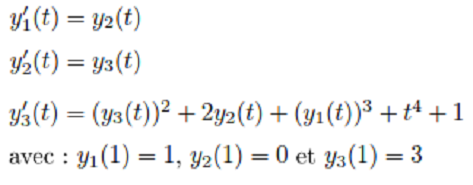 y′₁(t) = y₂(t)
y′₂(t) = y₃(t)
y′₃(t) = (y₃(t))² + 2y₂(t) + (y₁(t))³ + t⁴ + 1
avec : y₁(1) = 1, y₂(1) = 0 et y₃(1) = 3